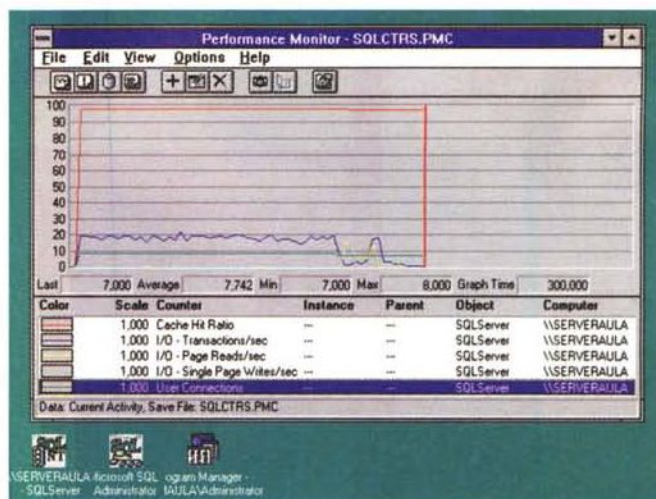 Performance Monitor - SQLCTRS.PMC
File Edit View Options Help
100
90
80
70
60
50
40
30
20
10
0
Last 7,000 Average 7,742 Min 7,000 Max 8,000 Graph Time 300,000
Color Scale Counter Instance Parent Object Computer
1,000 Cache Hit Ratio --- --- SQLServer \\SERVERAULA
1,000 I/O - Transactions/sec --- --- SQLServer \\SERVERAULA
1,000 I/O - Page Reads/sec --- --- SQLServer \\SERVERAULA
1,000 I/O - Single Page Writes/sec --- --- SQLServer \\SERVERAULA
1,000 User Connections --- --- SQLServer \\SERVERAULA
Data: Current Activity, Save File: SQLCTRS.PMC
\\SERVERAULA
- SQLServer
SQL
Administrator
ogram Manager -
\Administrator